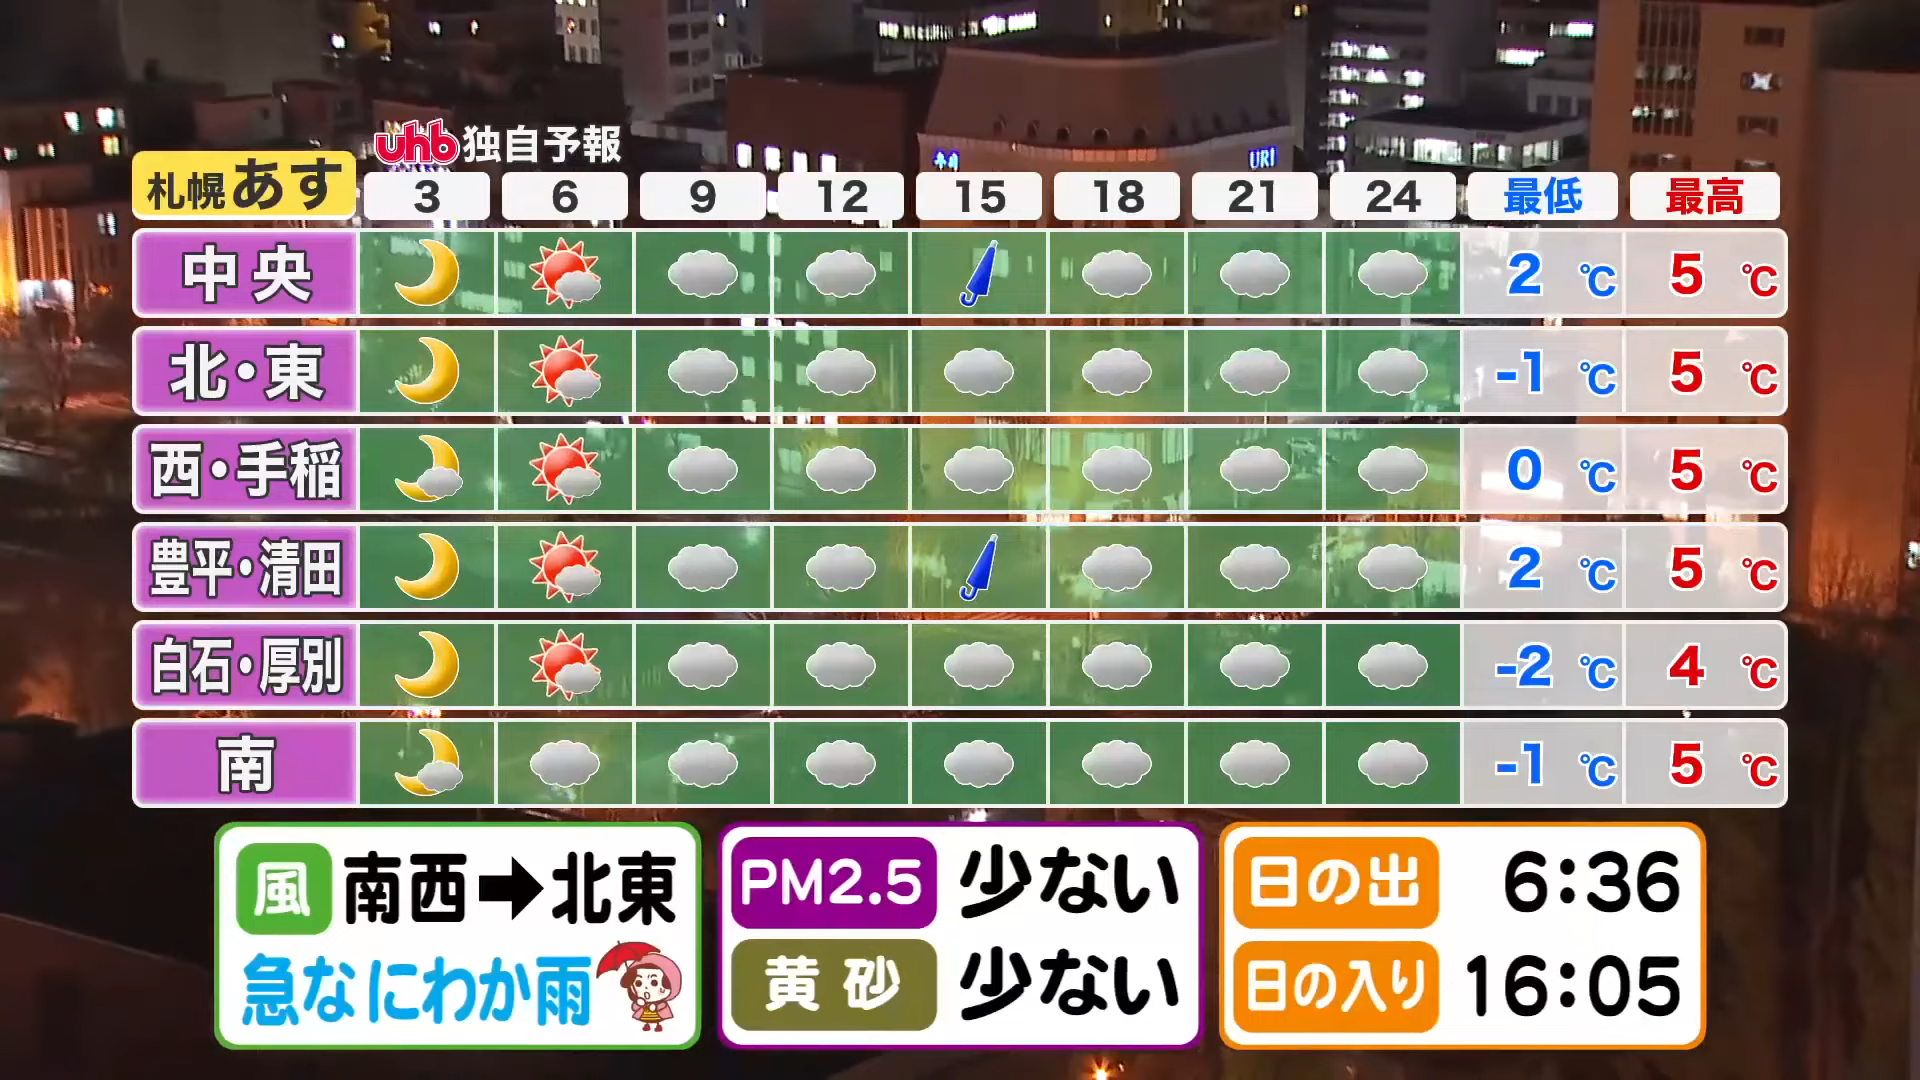 uhb 独自予報
札幌 あす 3 6 9 12 15 18 21 24 最低 最高
中央 2℃ 5℃
北・東 -1℃ 5℃
西・手稲 0℃ 5℃
豊平・清田 2℃ 5℃
白石・厚別 -2℃ 4℃
南 -1℃ 5℃
風 南西➡北東
急なにわか雨
PM2.5 少ない
黄砂 少ない
日の出 6:36
日の入り 16:05